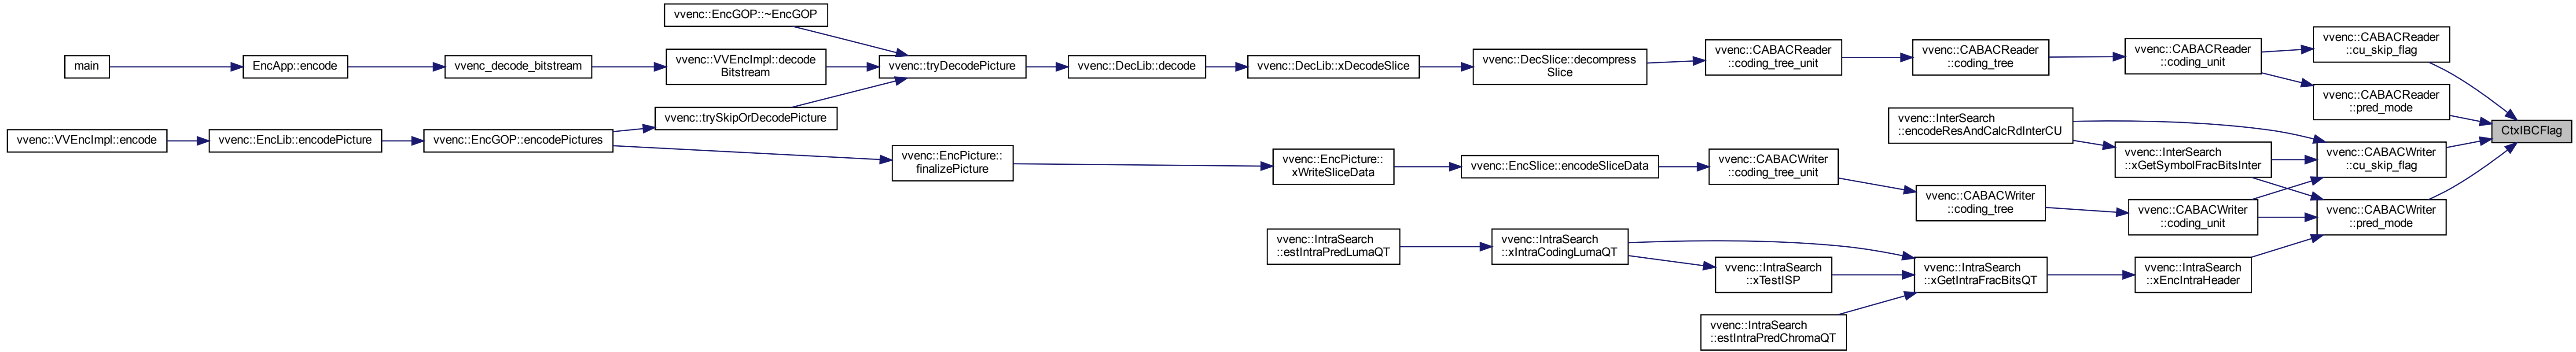 vvenc::EncGOP::~EncGOP
main
EncApp::encode
vvenc_decode_bitstream
vvenc::VVEncImpl::decode
Bitstream
vvenc::tryDecodePicture
vvenc::DecLib::decode
vvenc::DecLib::xDecodeSlice
vvenc::DecSlice::decompress
Slice
vvenc::CABACReader
::coding_tree_unit
vvenc::CABACReader
::coding_tree
vvenc::CABACReader
::coding_unit
vvenc::CABACReader
::cu_skip_flag
vvenc::CABACReader
::pred_mode
CtxIBCFlag
vvenc::trySkipOrDecodePicture
vvenc::VVEncImpl::encode
vvenc::EncLib::encodePicture
vvenc::EncGOP::encodePictures
vvenc::EncPicture::
finalizePicture
vvenc::EncPicture::
xWriteSliceData
vvenc::EncSlice::encodeSliceData
vvenc::CABACWriter
::coding_tree_unit
vvenc::CABACWriter
::coding_tree
vvenc::InterSearch
::encodeResAndCalcRdInterCU
vvenc::InterSearch
::xGetSymbolFracBitsInter
vvenc::CABACWriter
::cu_skip_flag
vvenc::CABACWriter
::coding_unit
vvenc::CABACWriter
::pred_mode
vvenc::IntraSearch
::estIntraPredLumaQT
vvenc::IntraSearch
::xIntraCodingLumaQT
vvenc::IntraSearch
::xTestISP
vvenc::IntraSearch
::xGetIntraFracBitsQT
vvenc::IntraSearch
::xEncIntraHeader
vvenc::IntraSearch
::estIntraPredChromaQT